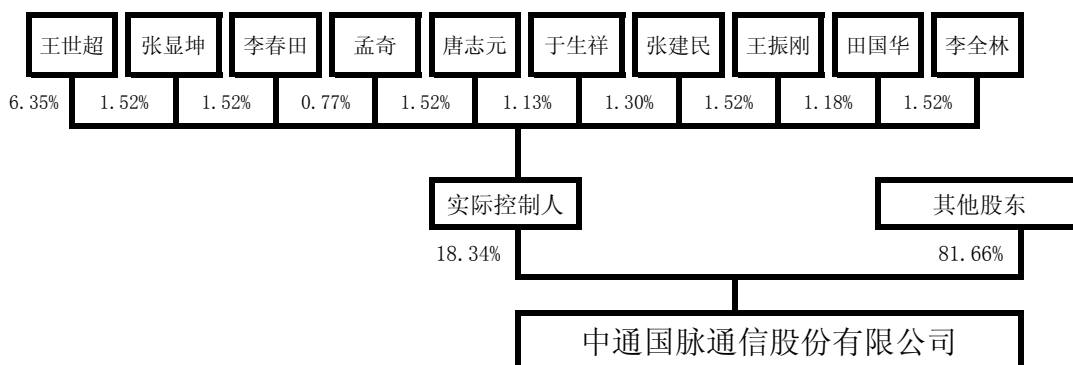 王世超 张显坤 李春田 孟奇 唐志元 于生祥 张建民 王振刚 田国华 李全林
6.35% 1.52% 1.52% 0.77% 1.52% 1.13% 1.30% 1.52% 1.18% 1.52%
实际控制人 其他股东
18.34% 81.66%
中通国脉通信股份有限公司